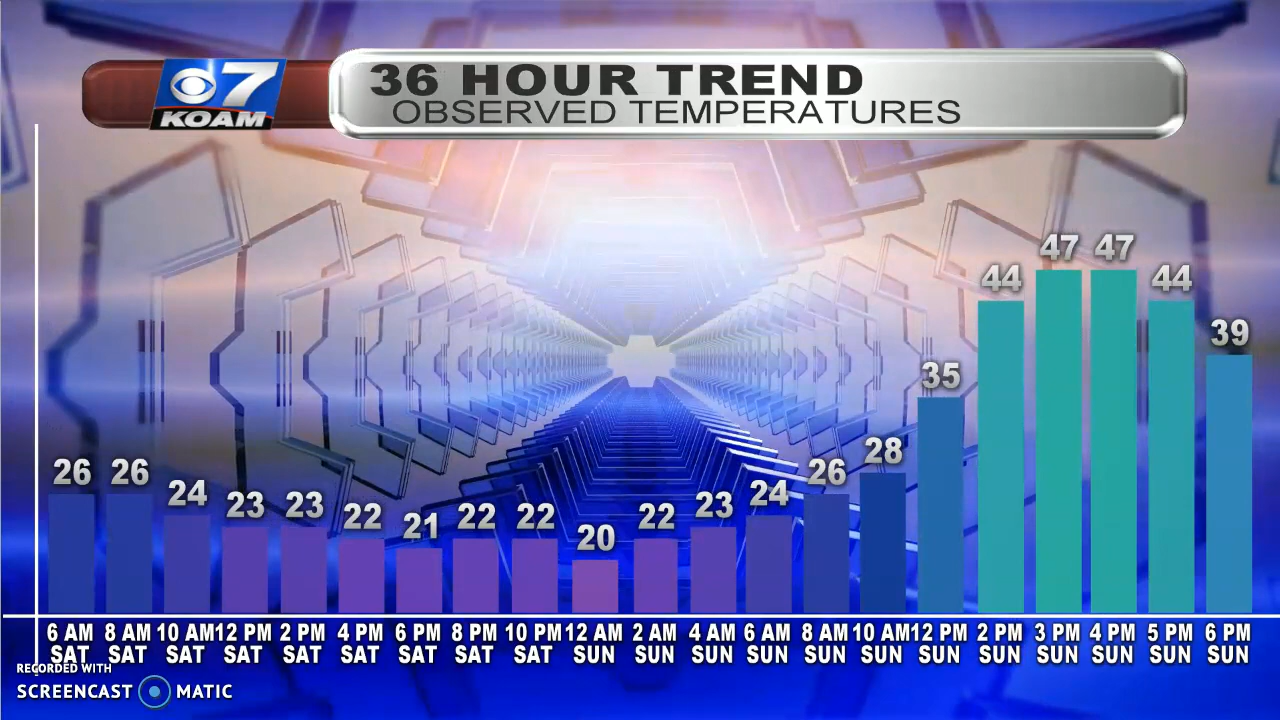 7
KOAM
36 HOUR TREND
OBSERVED TEMPERATURES
47 47
44 44
39
35
26 26 24 23 23 22 21 22 22 20 22 23 24 26 28
6 AM 8 AM 10 AM 12 PM 2 PM 4 PM 6 PM 8 PM 10 PM 12 AM 2 AM 4 AM 6 AM 8 AM 10 AM 12 PM 2 PM 3 PM 4 PM 5 PM 6 PM
SAT SAT SAT SAT SAT SAT SAT SAT SAT SUN SUN SUN SUN SUN SUN SUN SUN SUN SUN SUN SUN
RECORDED WITH
SCREENCAST MATIC